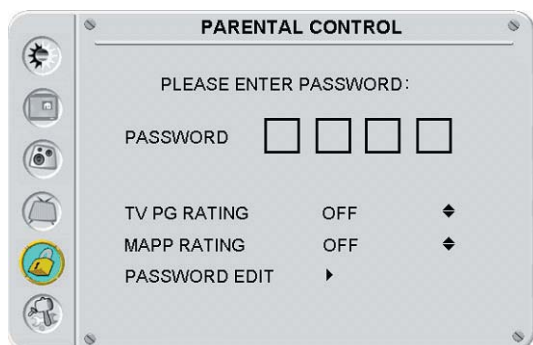 PARENTAL CONTROL
PLEASE ENTER PASSWORD:
PASSWORD
TV PG RATING OFF
MAPP RATING OFF
PASSWORD EDIT